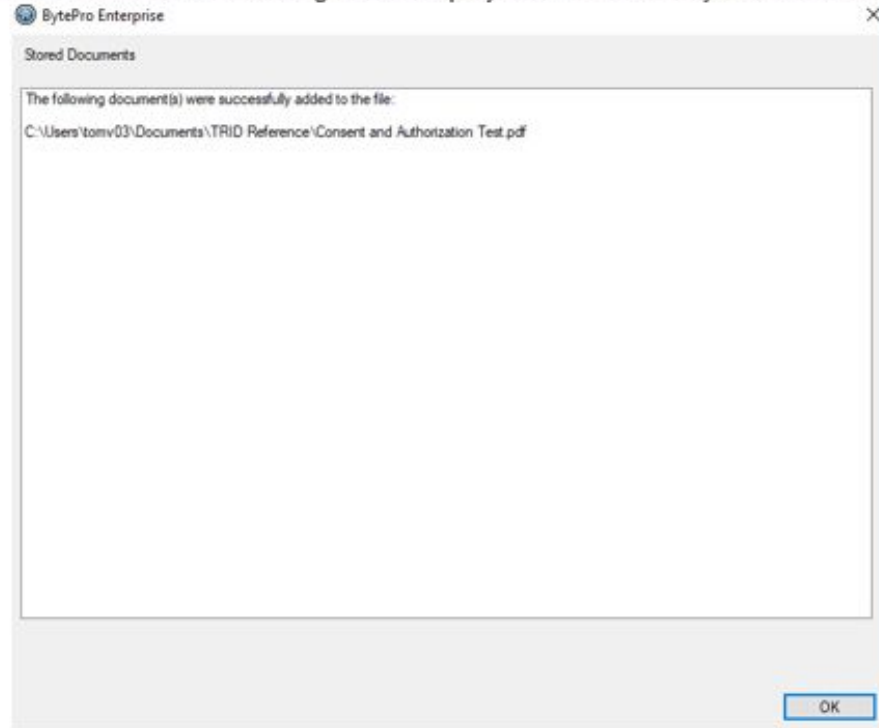 BytePro Enterprise
Stored Documents
The following document(s) were successfully added to the file:
C:\Users\tomv03\Documents\TRID Reference\Consent and Authorization Test.pdf
OK